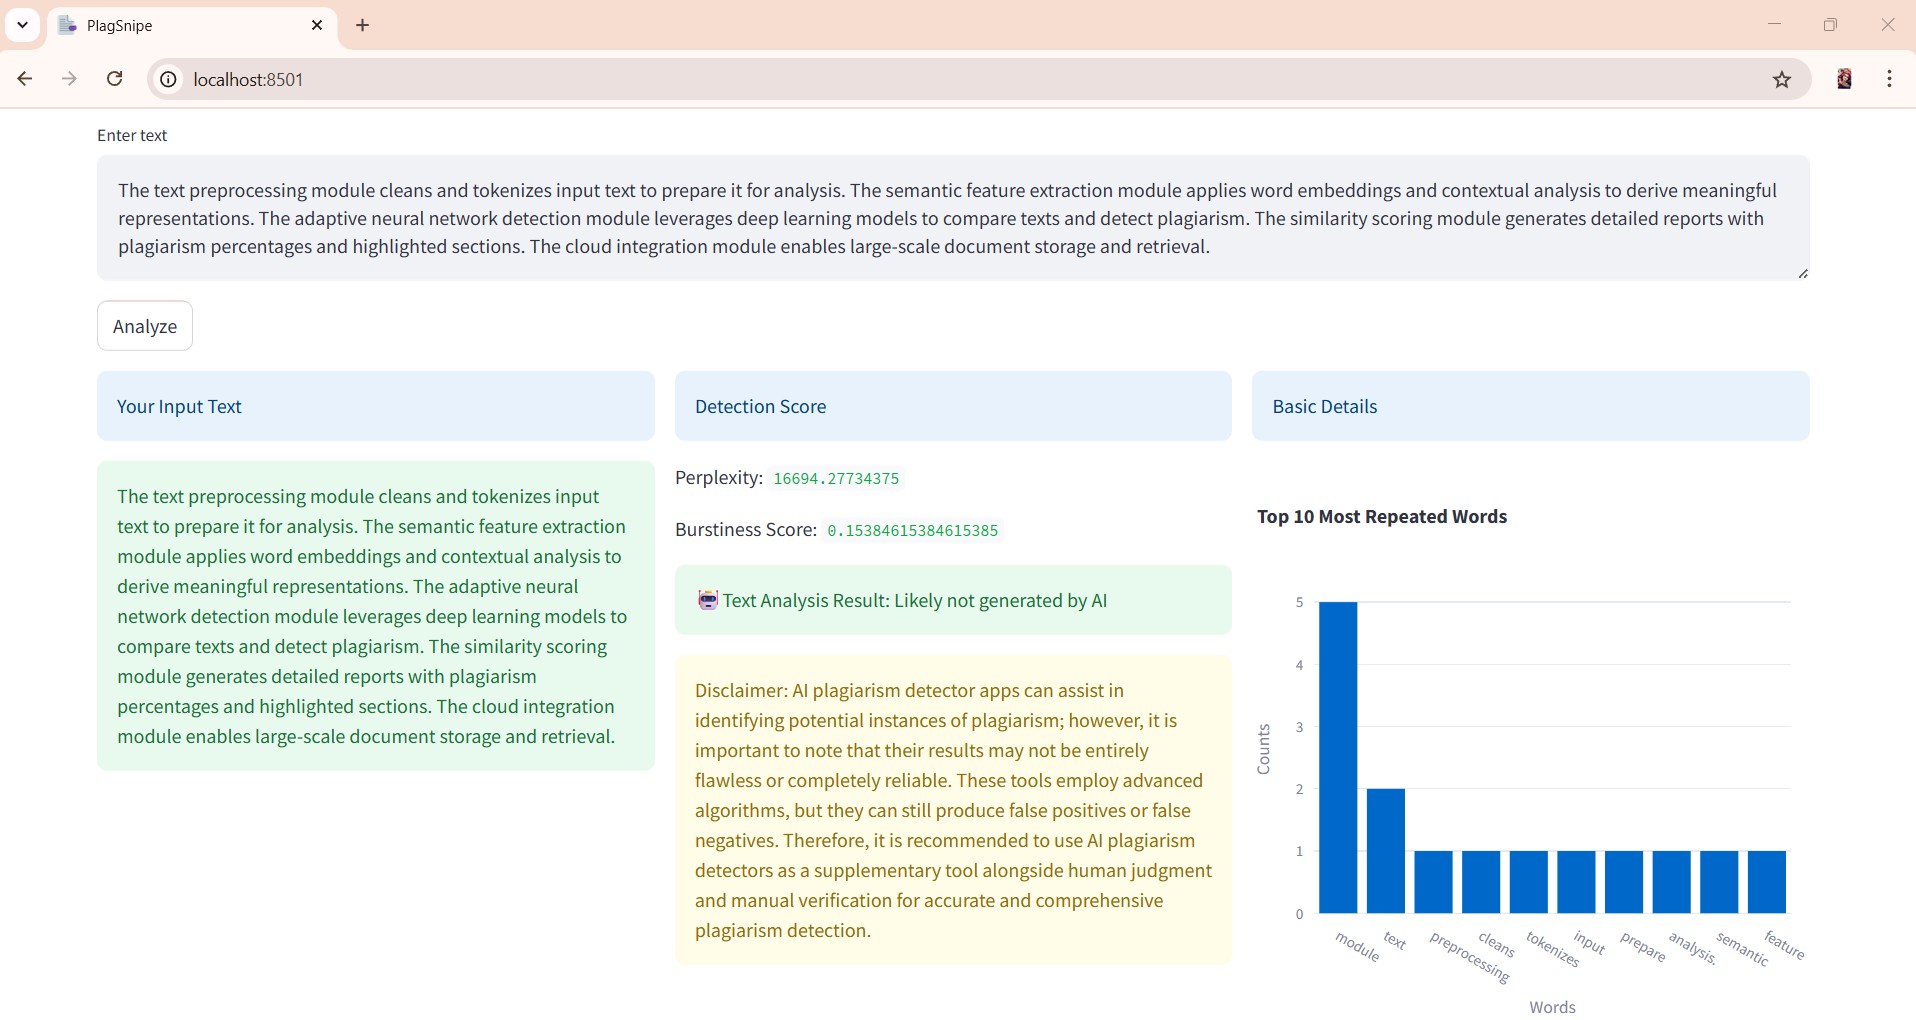 PlagSnipe
localhost:8501
Enter text
The text preprocessing module cleans and tokenizes input text to prepare it for analysis. The semantic feature extraction module applies word embeddings and contextual analysis to derive meaningful
representations. The adaptive neural network detection module leverages deep learning models to compare texts and detect plagiarism. The similarity scoring module generates detailed reports with
plagiarism percentages and highlighted sections. The cloud integration module enables large-scale document storage and retrieval.
Analyze
Your Input Text
The text preprocessing module cleans and tokenizes input
text to prepare it for analysis. The semantic feature extraction
module applies word embeddings and contextual analysis to
derive meaningful representations. The adaptive neural
network detection module leverages deep learning models to
compare texts and detect plagiarism. The similarity scoring
module generates detailed reports with plagiarism
percentages and highlighted sections. The cloud integration
module enables large-scale document storage and retrieval.
Detection Score
Perplexity: 16694.27734375
Burstiness Score: 0.15384615384615385
Text Analysis Result: Likely not generated by AI
Disclaimer: AI plagiarism detector apps can assist in
identifying potential instances of plagiarism; however, it is
important to note that their results may not be entirely
flawless or completely reliable. These tools employ advanced
algorithms, but they can still produce false positives or false
negatives. Therefore, it is recommended to use AI plagiarism
detectors as a supplementary tool alongside human judgment
and manual verification for accurate and comprehensive
plagiarism detection.
Basic Details
Top 10 Most Repeated Words
Counts
5
4
3
2
1
0
module
text
preprocessing
cleans
tokenizes
input
prepare
analysis.
semantic
feature
Words